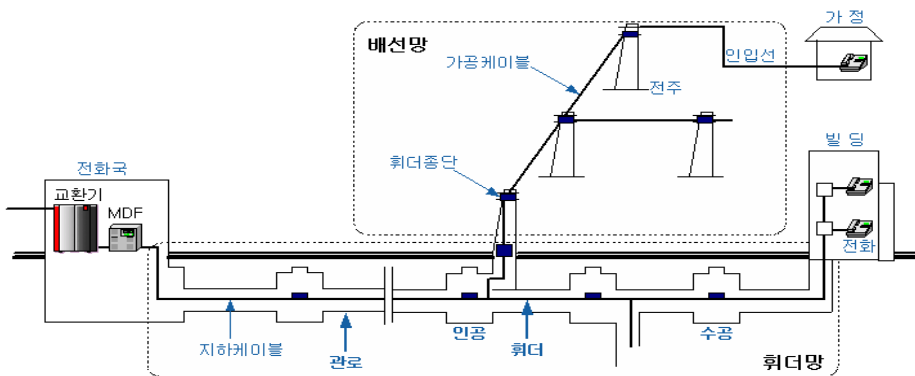 가 정
배선망
인입선
가공케이블
전주
빌 딩
전화국
휘더종단
교환기
MDF
전화
인공
휘더
수공
지하케이블
관로
휘더망